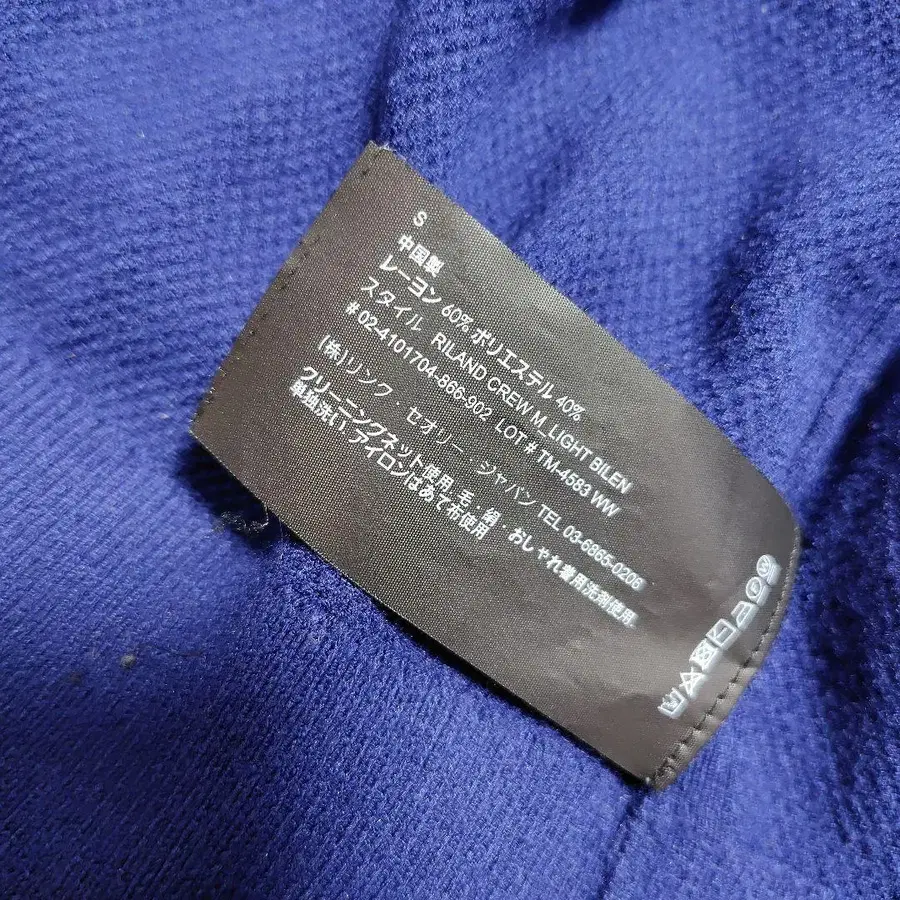 S
中国製
レーヨン 60% ポリエステル 40%
スタイル RILAND CREW M_LIGHT BILEN
# 02-4101704-866-902 LOT # TM-4583 WW
(株)リンク・セオリー・ジャパン TEL 03-6865-0206
クリーニングネット使用.毛・絹・おしゃれ着用洗剤使用.
単独洗い.アイロンはあて布使用